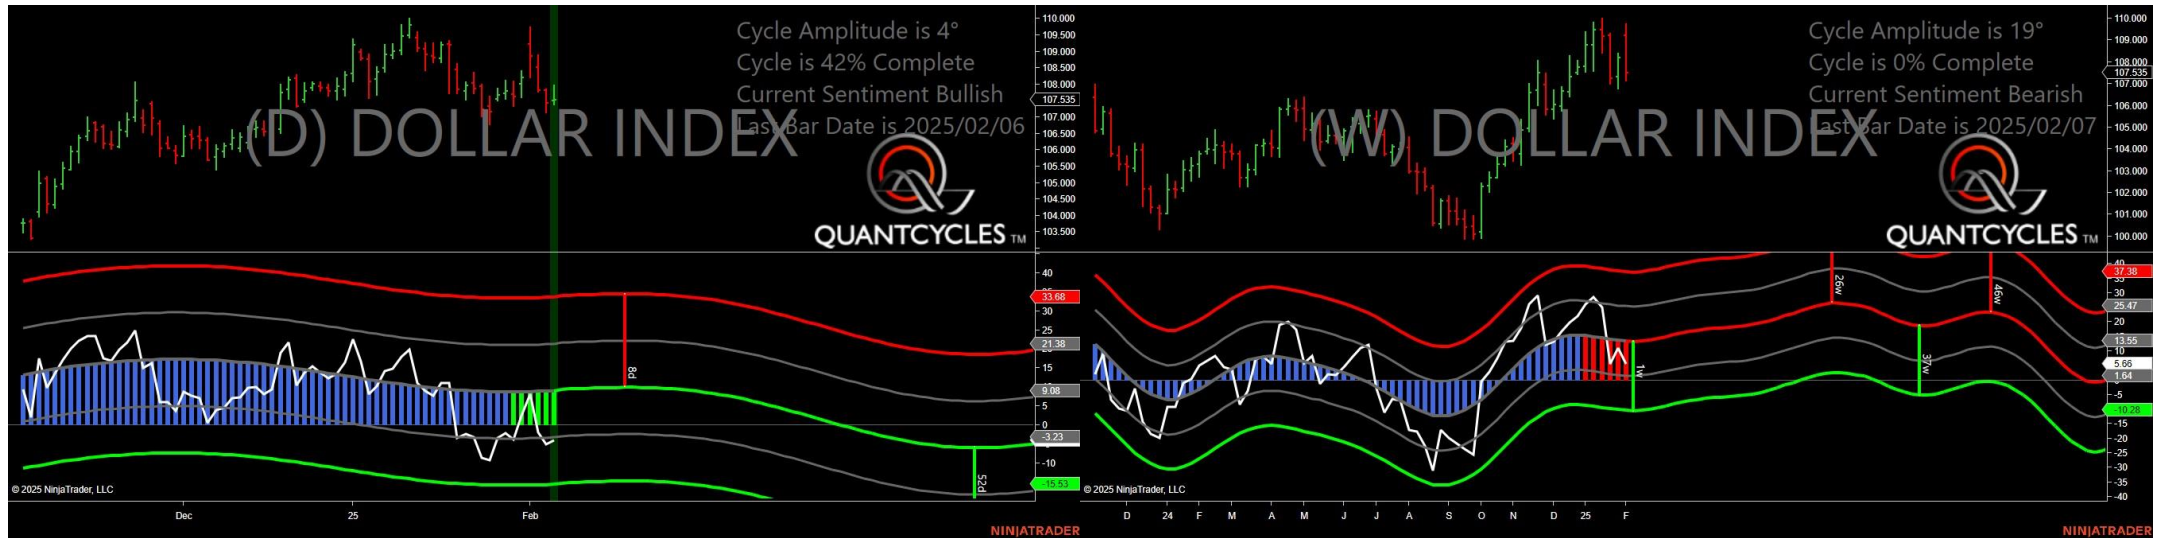 Cycle Amplitude is 4°
Cycle is 42% Complete
Current Sentiment Bullish
Last Bar Date is 2025/02/06
(D) DOLLAR INDEX
QUANTCYCLES TM
110.000
109.500
109.000
108.500
108.000
107.535
107.000
106.500
106.000
105.500
105.000
104.500
104.000
103.500
40
33.68
30
25
21.38
15
9.08
5
0
-3.23
-10
-15.53
8d
52d
© 2025 NinjaTrader, LLC
Dec
25
Feb
NINJATRADER
Cycle Amplitude is 19°
Cycle is 0% Complete
Current Sentiment Bearish
Last Bar Date is 2025/02/07
(W) DOLLAR INDEX
QUANTCYCLES TM
110.000
109.000
108.000
107.535
107.000
106.000
105.000
104.000
103.000
102.000
101.000
100.000
40
37.38
35
30
25.47
20
13.55
10
5.66
1.64
-5
-10.28
-15
-20
-25
-30
-35
-40
26w
46w
1w
37w
© 2025 NinjaTrader, LLC
D
24
F
M
A
M
J
J
A
S
O
N
D
25
F
NINJATRADER